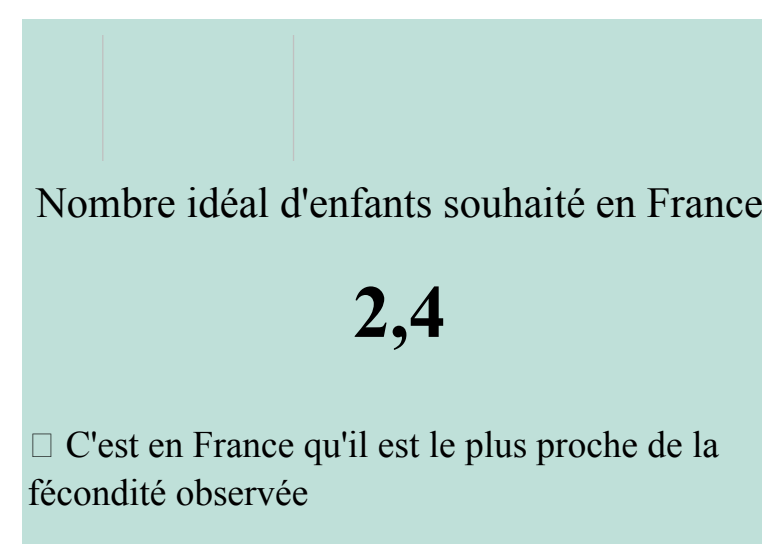 Nombre idéal d'enfants souhaité en France
2,4
□ C'est en France qu'il est le plus proche de la
fécondité observée